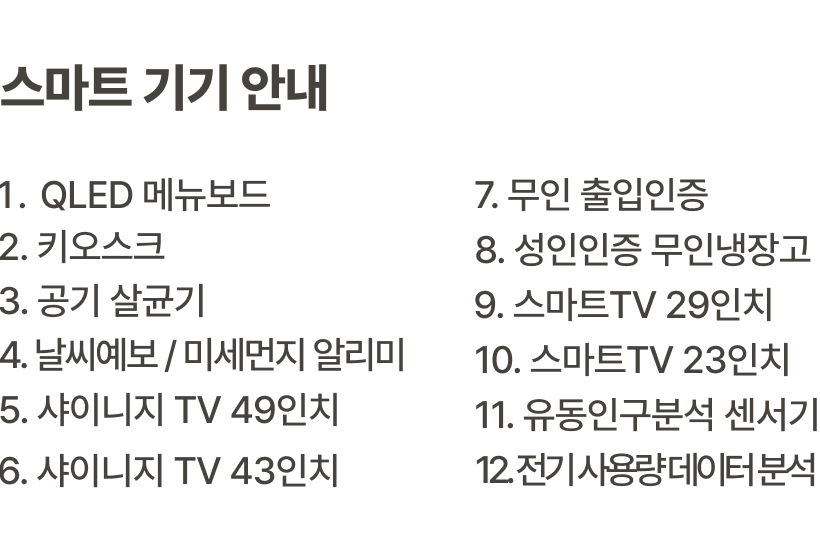 스마트 기기 안내
1. QLED 메뉴보드
2. 키오스크
3. 공기 살균기
4. 날씨예보 / 미세먼지 알리미
5. 샤이니지 TV 49인치
6. 샤이니지 TV 43인치
7. 무인 출입인증
8. 성인인증 무인냉장고
9. 스마트TV 29인치
10. 스마트TV 23인치
11. 유동인구분석 센서기
12. 전기 사용량 데이터 분석